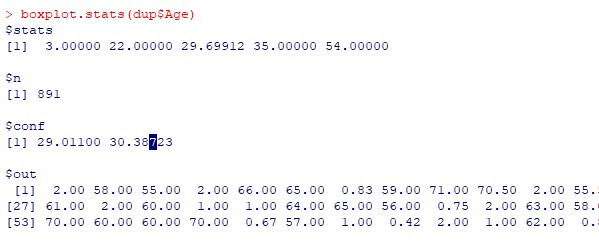 > boxplot.stats(dup$Age)
$stats
[1]  3.00000 22.00000 29.69912 35.00000 54.00000
$n
[1] 891
$conf
[1] 29.01100 30.38723
$out
[1]  2.00 58.00 55.00  2.00 66.00 65.00  0.83 59.00 71.00 70.50  2.00 55.
[27] 61.00  2.00 60.00  1.00  1.00 64.00 65.00 56.00  0.75  2.00 63.00 58.
[53] 70.00 60.00 60.00 70.00  0.67 57.00  1.00  0.42  2.00  1.00 62.00  0.